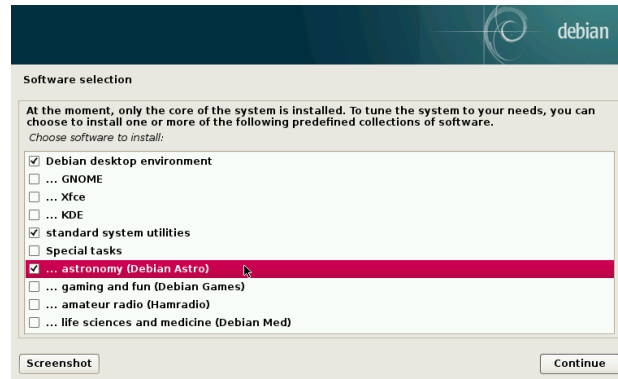 debian
Software selection
At the moment, only the core of the system is installed. To tune the system to your needs, you can
choose to install one or more of the following predefined collections of software.
Choose software to install:
Debian desktop environment
... GNOME
... Xfce
... KDE
standard system utilities
Special tasks
... astronomy (Debian Astro)
... gaming and fun (Debian Games)
... amateur radio (Hamradio)
... life sciences and medicine (Debian Med)
Screenshot
Continue